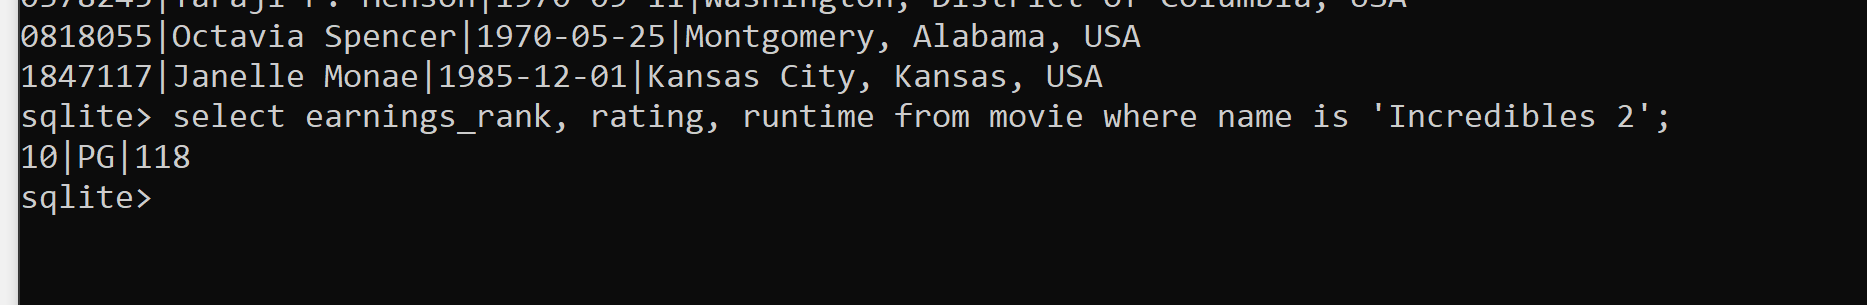 0578245|Taraji P. Henson|1970-09-11|Washington, District of Columbia, USA
0818055|Octavia Spencer|1970-05-25|Montgomery, Alabama, USA
1847117|Janelle Monae|1985-12-01|Kansas City, Kansas, USA
sqlite> select earnings_rank, rating, runtime from movie where name is 'Incredibles 2';
10|PG|118
sqlite>